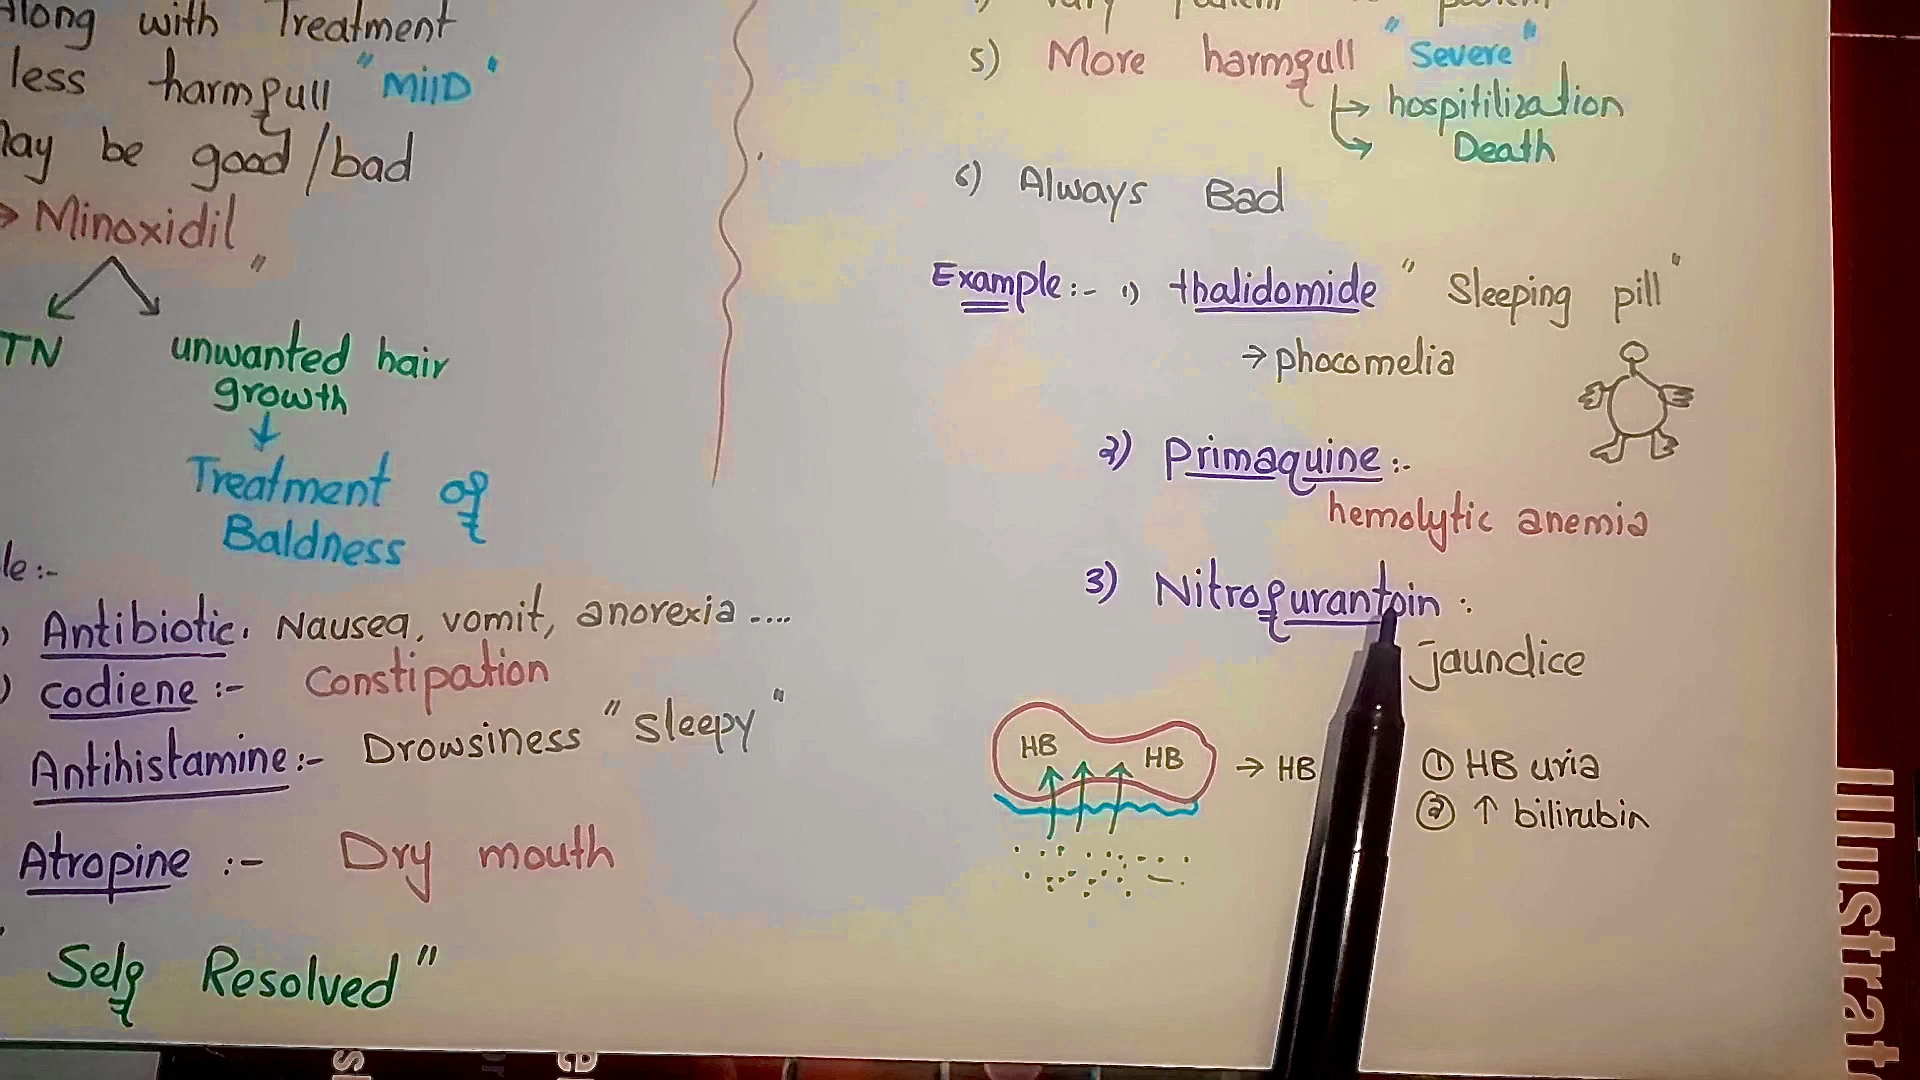 Along with Treatment
less harmfull "MilD"
May be good/bad
→ Minoxidil "
TN
unwanted hair
growth
Treatment of
Baldness
le:-
Antibiotic. Nausea, vomit, anorexia ....
codiene :- Constipation
Antihistamine:- Drowsiness "sleepy"
Atropine :- Dry mouth
" Self Resolved "
5) More harmfull "Severe"
→ hospitilization
→ Death
6) Always Bad
Example:- 1) thalidomide "Sleeping pill"
→ phocomelia
2) Primaquine :-
hemolytic anemia
3) Nitrofurantoin :
jaundice
HB HB → HB
① HB uria
② ↑ bilirubin
IIInstrat